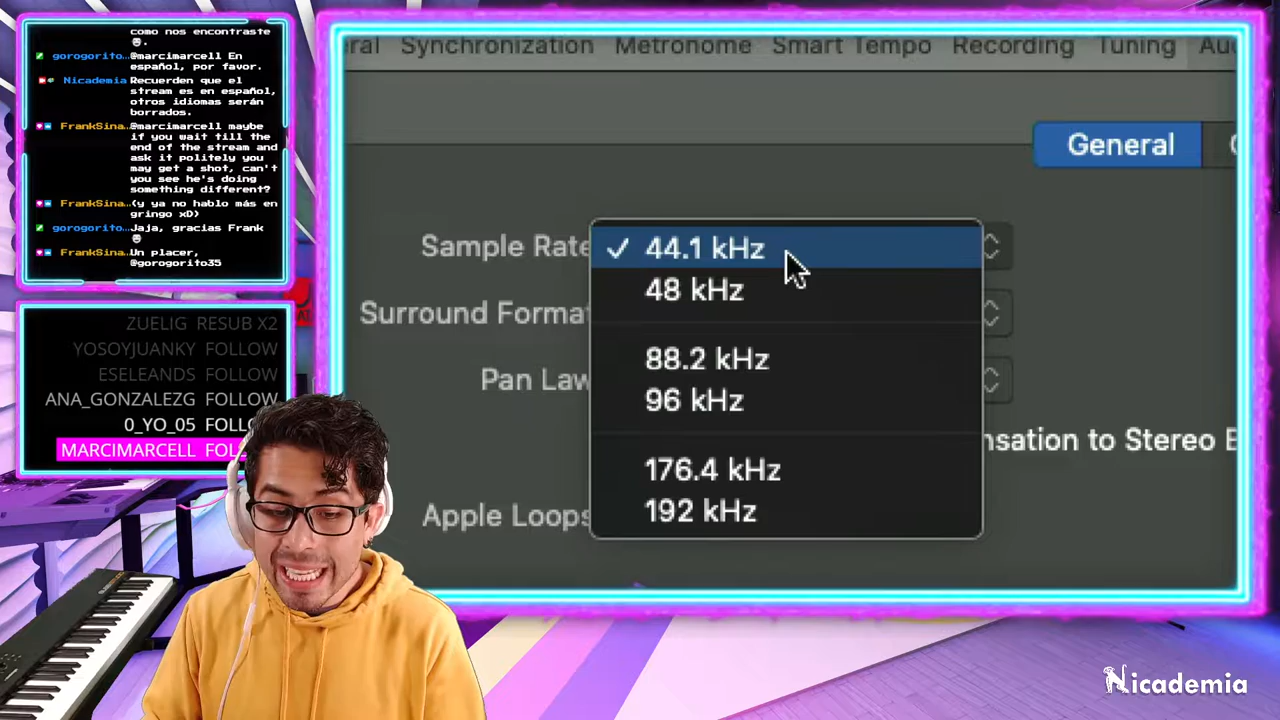 como nos encontraste
.
gorogorito... @marcimarcell En
español, por favor.
Nicademia Recuerden que el
stream es en español,
otros idiomas serán
borrados.
FrankSina.. @marcimarcell maybe
if you wait till the
end of the stream and
ask it politely you
may get a shot, can't
you see he's doing
something different?
FrankSina.. (y ya no hablo más en
gringo xD)
gorogorito... Jaja, gracias Frank
FrankSina.. Un placer,
@gorogorito35
ZUELIG RESUB X2
YOSOYJUANKY FOLLOW
ESELEANDS FOLLOW
ANA_GONZALEZG FOLLOW
0_YO_05 FOLLO
MARCIMARCELL FOL
eral Synchronization Metronome Smart Tempo Recording Tuning Au
General
Sample Rate
✓ 44.1 kHz
48 kHz
Surround Format
88.2 kHz
Pan Law
96 kHz
nsation to Stereo B
176.4 kHz
192 kHz
Apple Loops
Nicademia